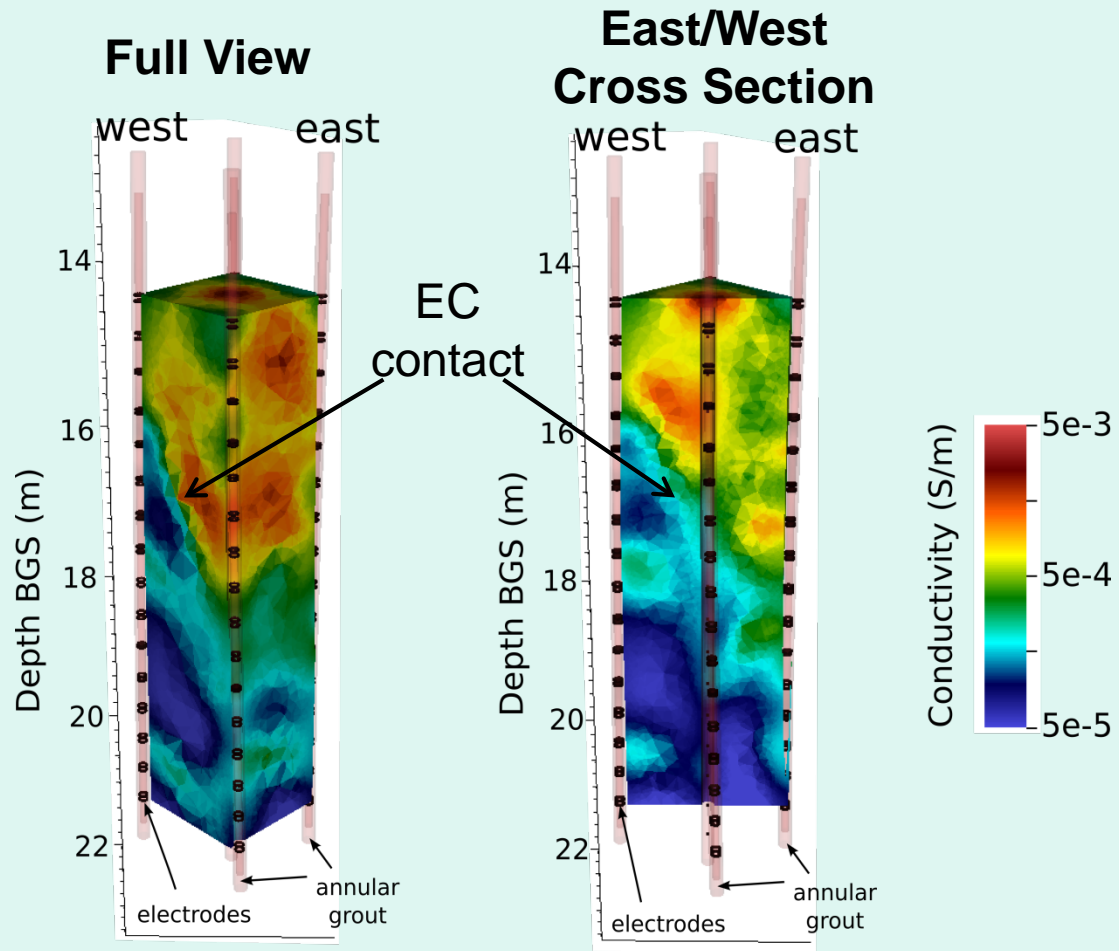 Full View
East/West
Cross Section
west
east
west
east
14
16
18
20
22
Depth BGS (m)
EC
contact
14
16
18
20
22
Depth BGS (m)
electrodes
annular
grout
electrodes
annular
grout
Conductivity (S/m)
5e-3
5e-4
5e-5